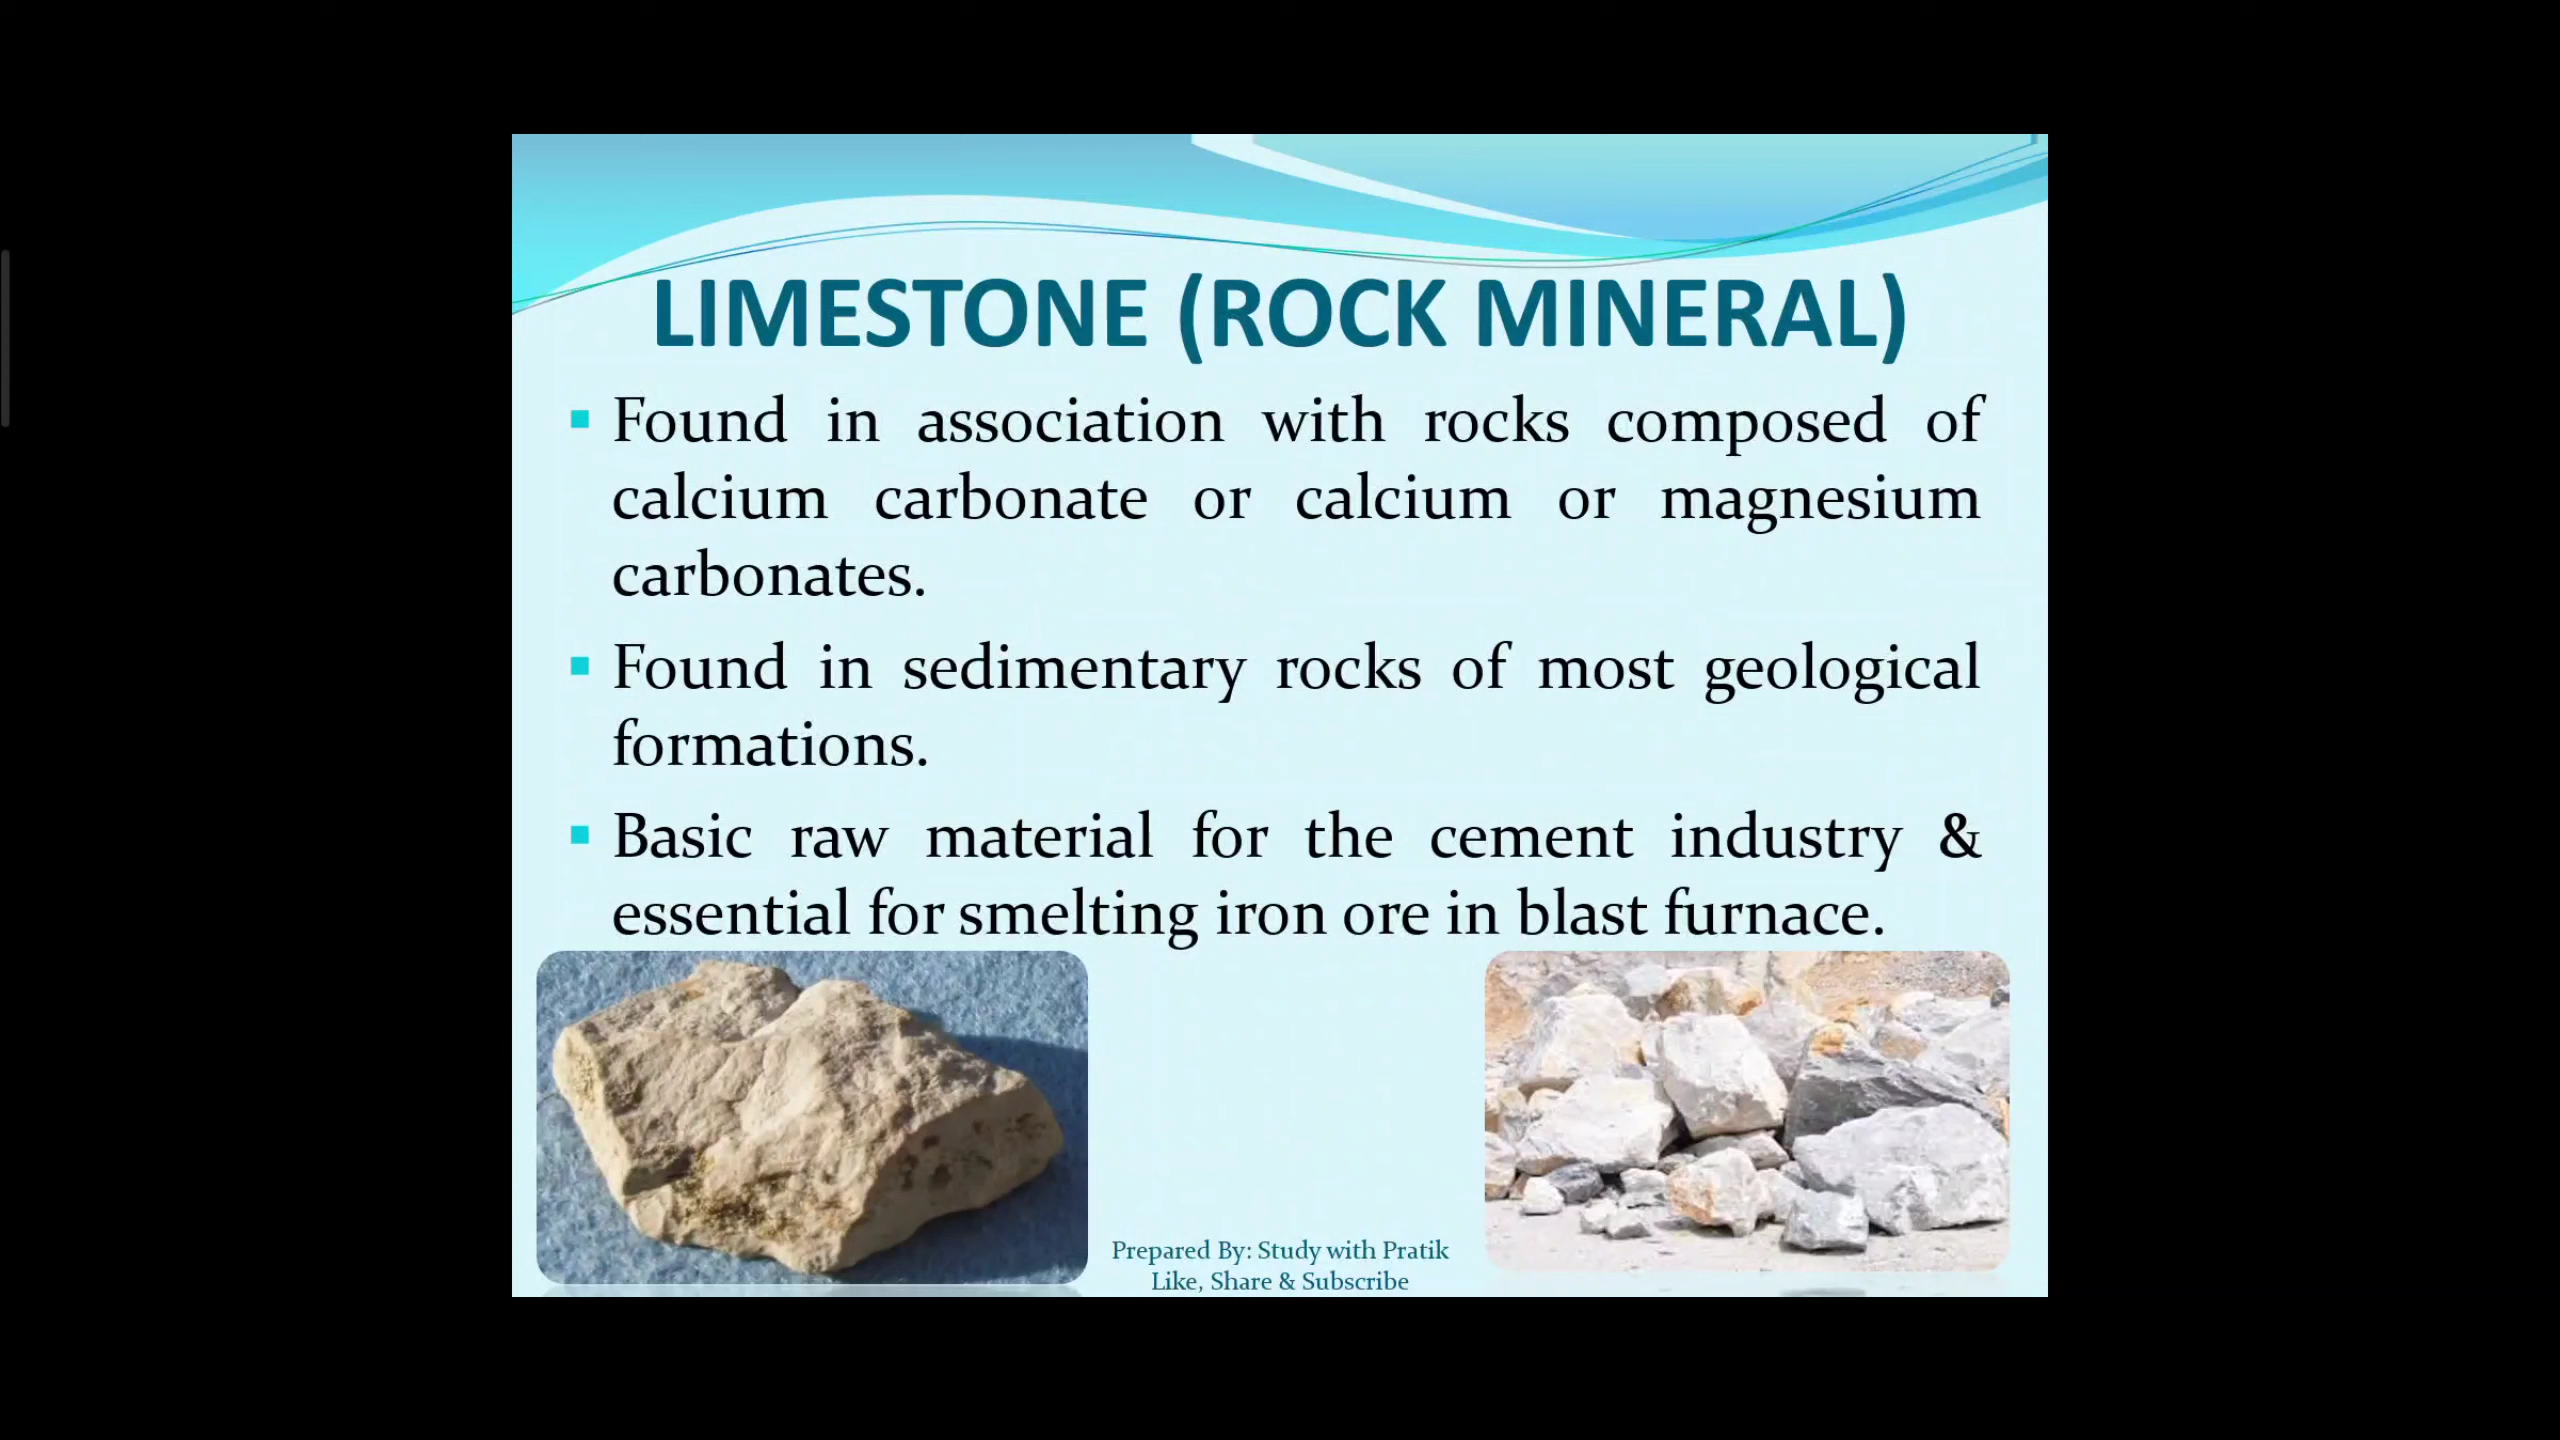 LIMESTONE (ROCK MINERAL)
▪ Found in association with rocks composed of
calcium carbonate or calcium or magnesium
carbonates.
▪ Found in sedimentary rocks of most geological
formations.
▪ Basic raw material for the cement industry &
essential for smelting iron ore in blast furnace.
Prepared By: Study with Pratik
Like, Share & Subscribe